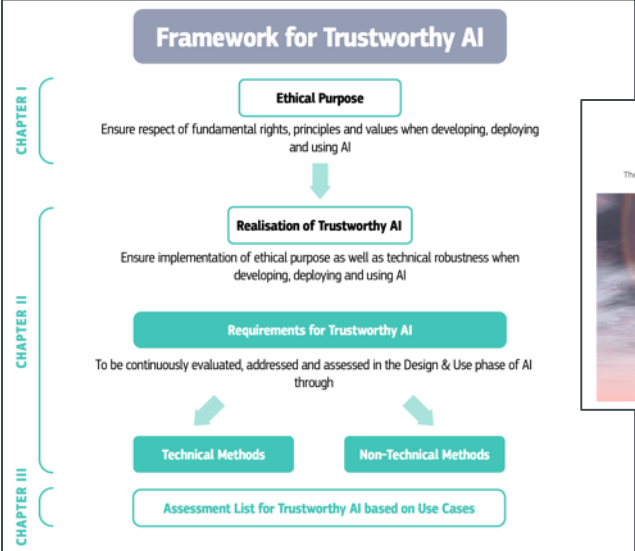 Framework for Trustworthy AI
CHAPTER I
Ethical Purpose
Ensure respect of fundamental rights, principles and values when developing, deploying
and using AI
CHAPTER II
Realisation of Trustworthy AI
Ensure implementation of ethical purpose as well as technical robustness when
developing, deploying and using AI
Requirements for Trustworthy AI
To be continuously evaluated, addressed and assessed in the Design & Use phase of AI
through
Technical Methods
Non-Technical Methods
CHAPTER III
Assessment List for Trustworthy AI based on Use Cases